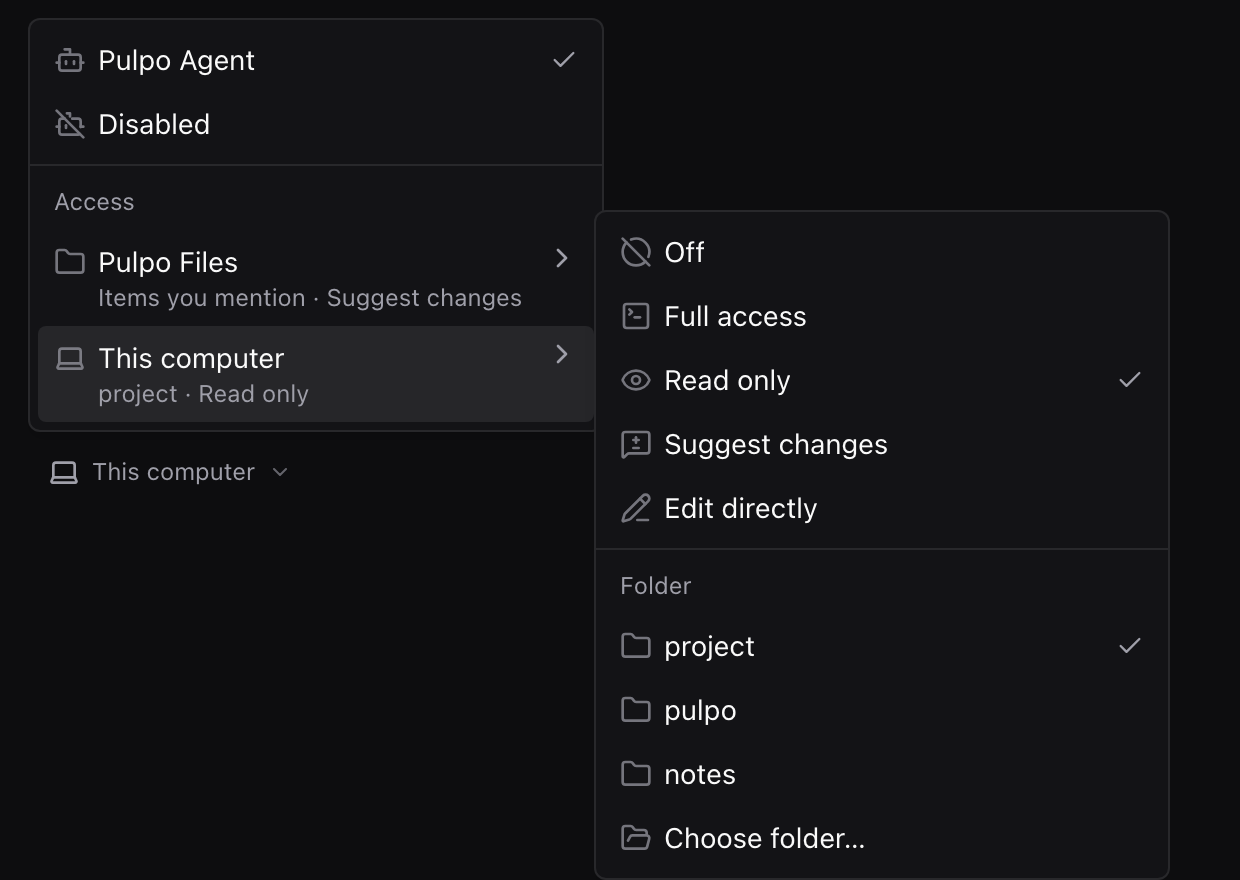 Pulpo Agent
Disabled
Access
Pulpo Files
Items you mention · Suggest changes
This computer
project · Read only
This computer
Off
Full access
Read only
Suggest changes
Edit directly
Folder
project
pulpo
notes
Choose folder...